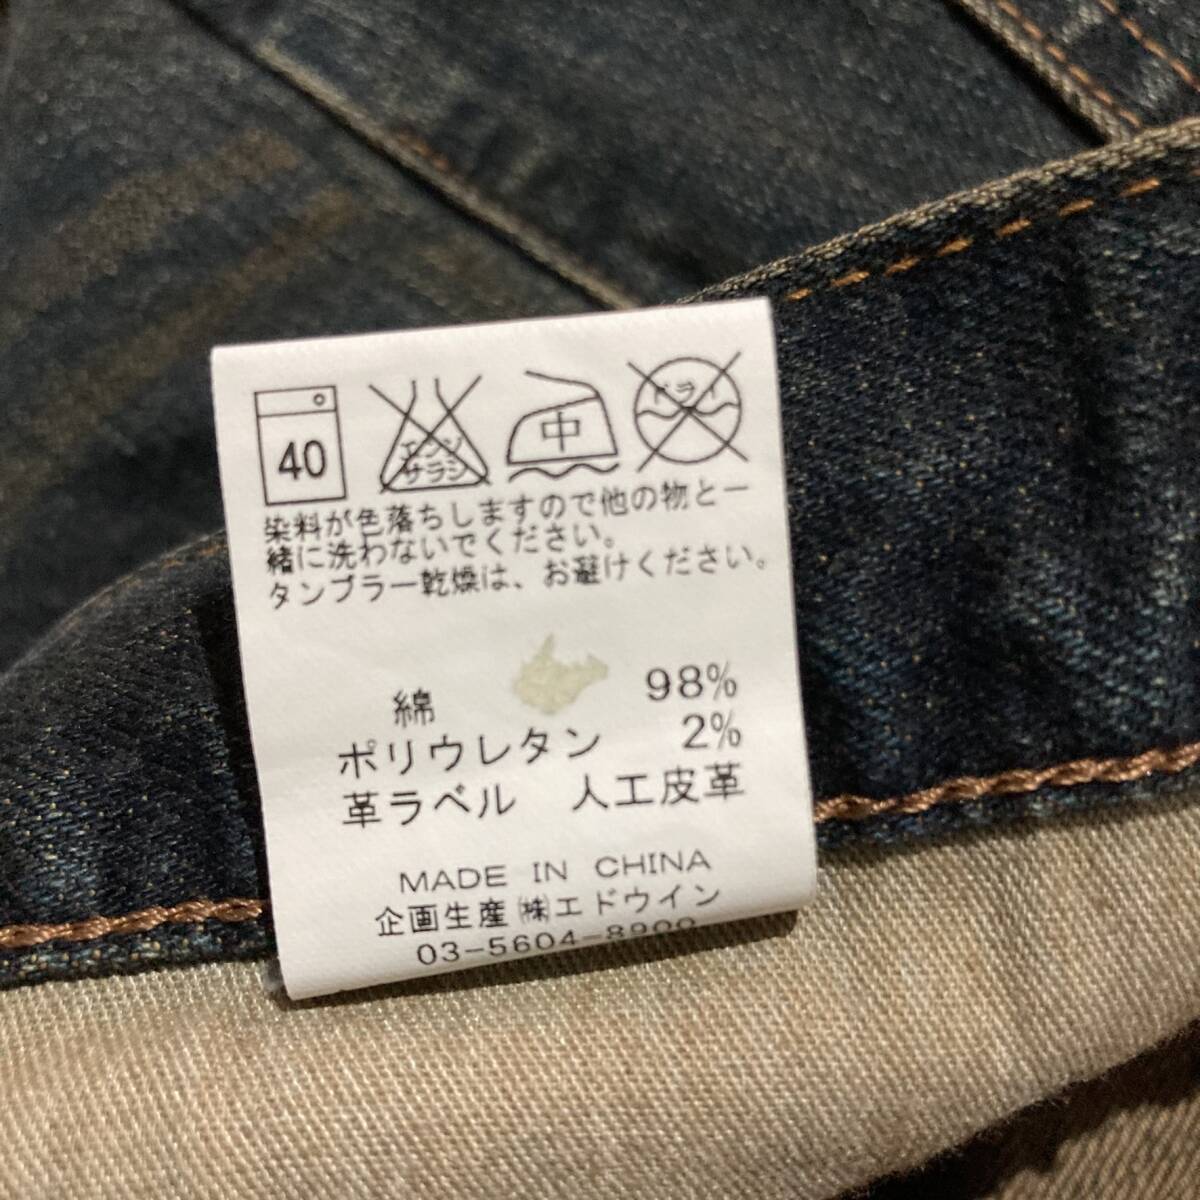 40 エンソ サラシ 中 ドライ
染料が色落ちしますので他の物と一
緒に洗わないでください。
タンブラー乾燥は、お避けください。
綿 98%
ポリウレタン 2%
革ラベル 人工皮革
MADE IN CHINA
企画生産㈱エドウイン
03-5604-8900